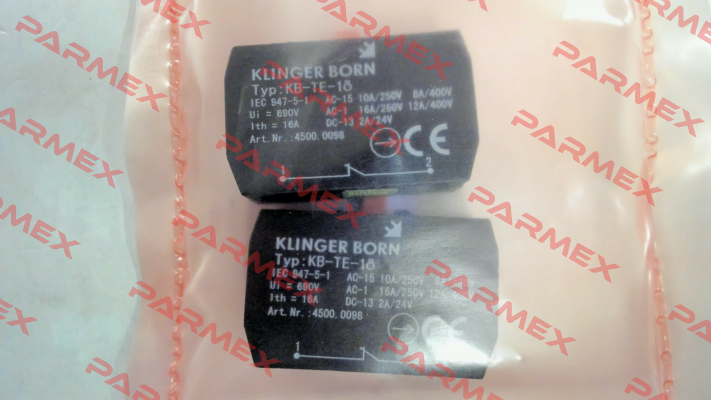 KLINGER BORN
Typ:KB-TE-1ö
IEC 947-5-1 AC-15 10A/250V 8A/400V
Ui = 690V AC-1 16A/250V 12A/400V
Ith = 16A DC-13 2A/24V
Art.Nr.:4500.0098
CE
1 2
KLINGER BORN
Typ:KB-TE-1ö
IEC 947-5-1 AC-15 10A/250V
Ui = 690V AC-1 16A/250V
Ith = 16A DC-13 2A/24V
Art.Nr.:4500.0098
CE
1
PARMEX
PARMEX
PARMEX
PARMEX
PARMEX
PARMEX
PARMEX
PARMEX
PARMEX